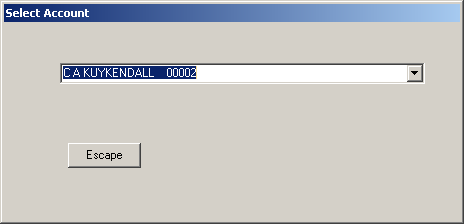 Select Account
C A KUYKENDALL 00002
Escape